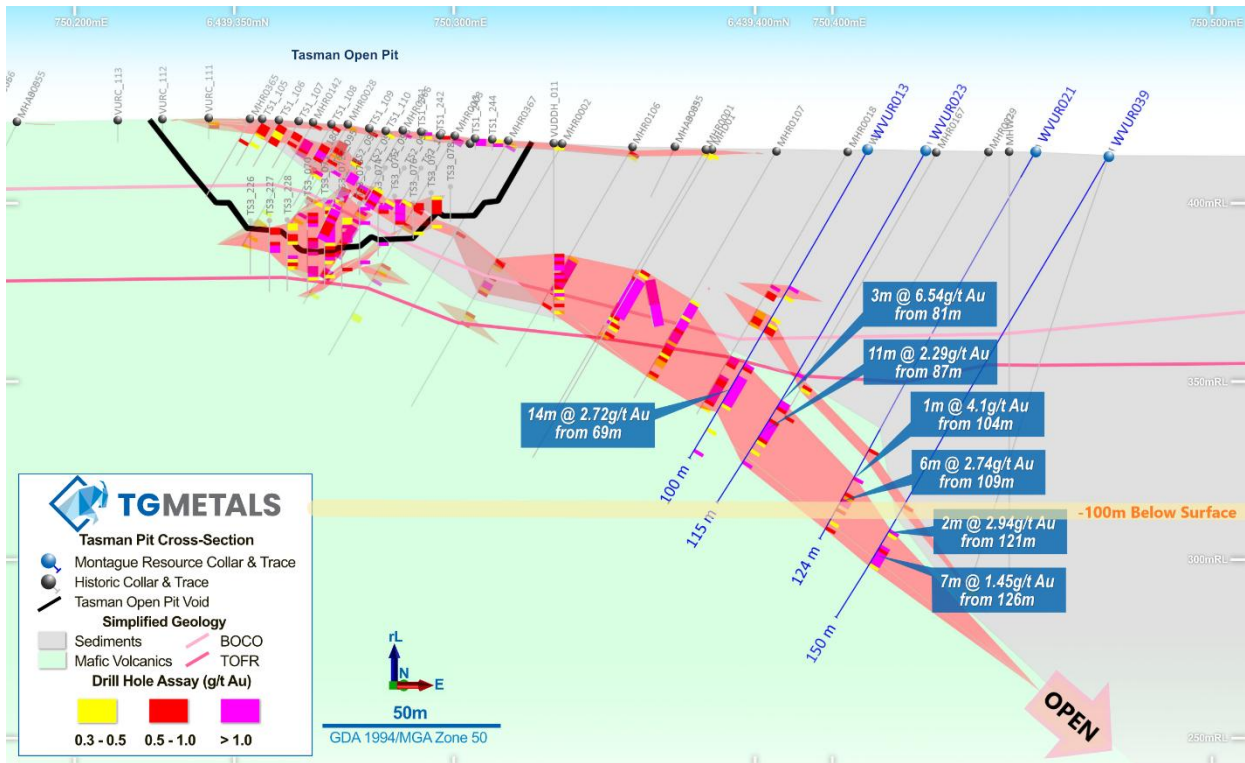 750,200mE
6,439,350mN
750,300mE
6,439,400mN
750,400mE
750,500mE
Tasman Open Pit
VURC_113
VURC_112
VURC_111
MHR0365
TS1_105
TS1_106
TS1_107
MHR0142
TS1_108
MHR0028
TS1_109
TS1_110
TS1_242
TS1_244
MHR0367
VUDDH_011
MHR0002
MHR0106
MHR0107
MHR0018
WVUR013
WVUR023
WVUR021
WVUR039
TS3_226
TS3_227
TS3_228
400mRL
350mRL
300mRL
250mRL
3m @ 6.54g/t Au
from 81m
11m @ 2.29g/t Au
from 87m
14m @ 2.72g/t Au
from 69m
1m @ 4.1g/t Au
from 104m
6m @ 2.74g/t Au
from 109m
-100m Below Surface
2m @ 2.94g/t Au
from 121m
7m @ 1.45g/t Au
from 126m
100 m
115 m
124 m
150 m
OPEN
TGMETALS
Tasman Pit Cross-Section
Montague Resource Collar & Trace
Historic Collar & Trace
Tasman Open Pit Void
Simplified Geology
Sediments
BOCO
Mafic Volcanics
TOFR
Drill Hole Assay (g/t Au)
0.3 - 0.5
0.5 - 1.0
> 1.0
rL
N
E
50m
GDA 1994/MGA Zone 50